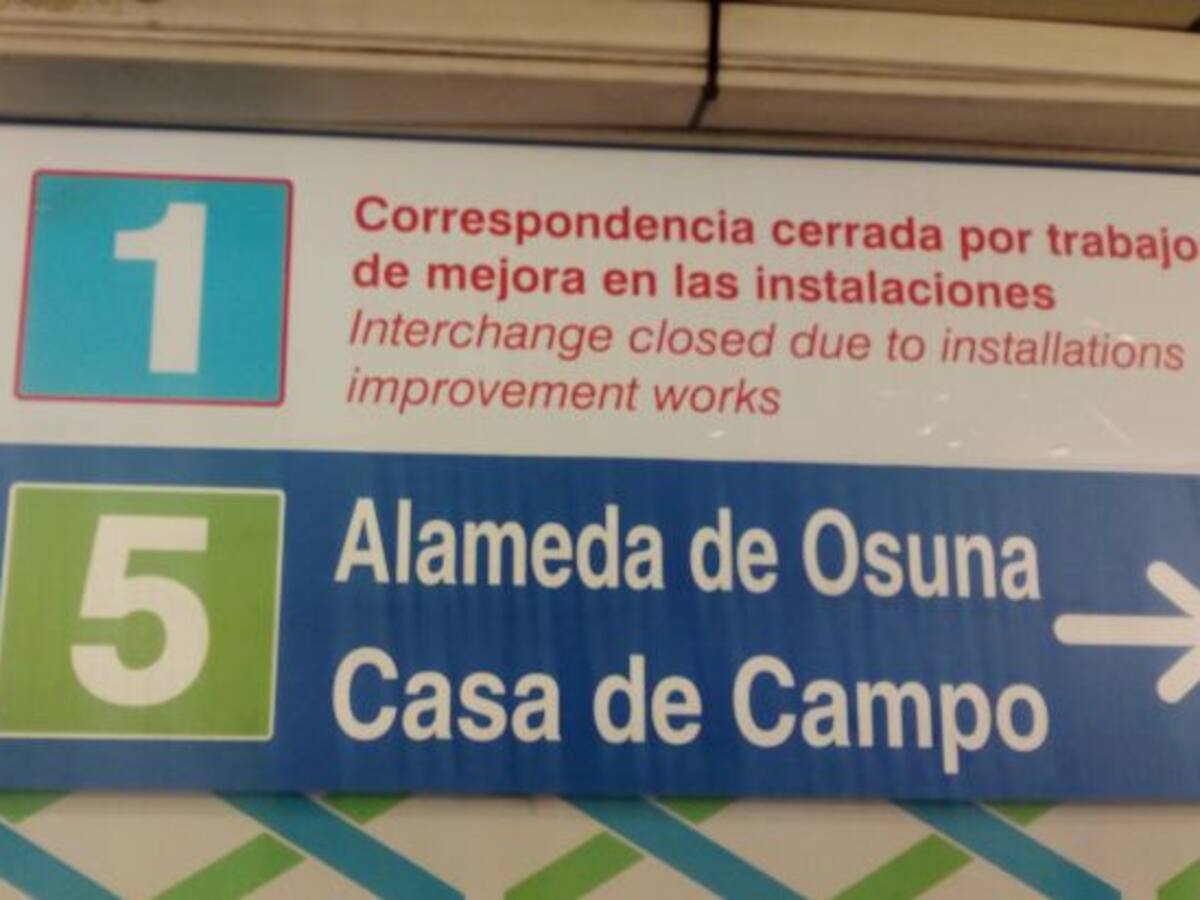 1
Correspondencia cerrada por trabajo
de mejora en las instalaciones
Interchange closed due to installations
improvement works
5
Alameda de Osuna
Casa de Campo